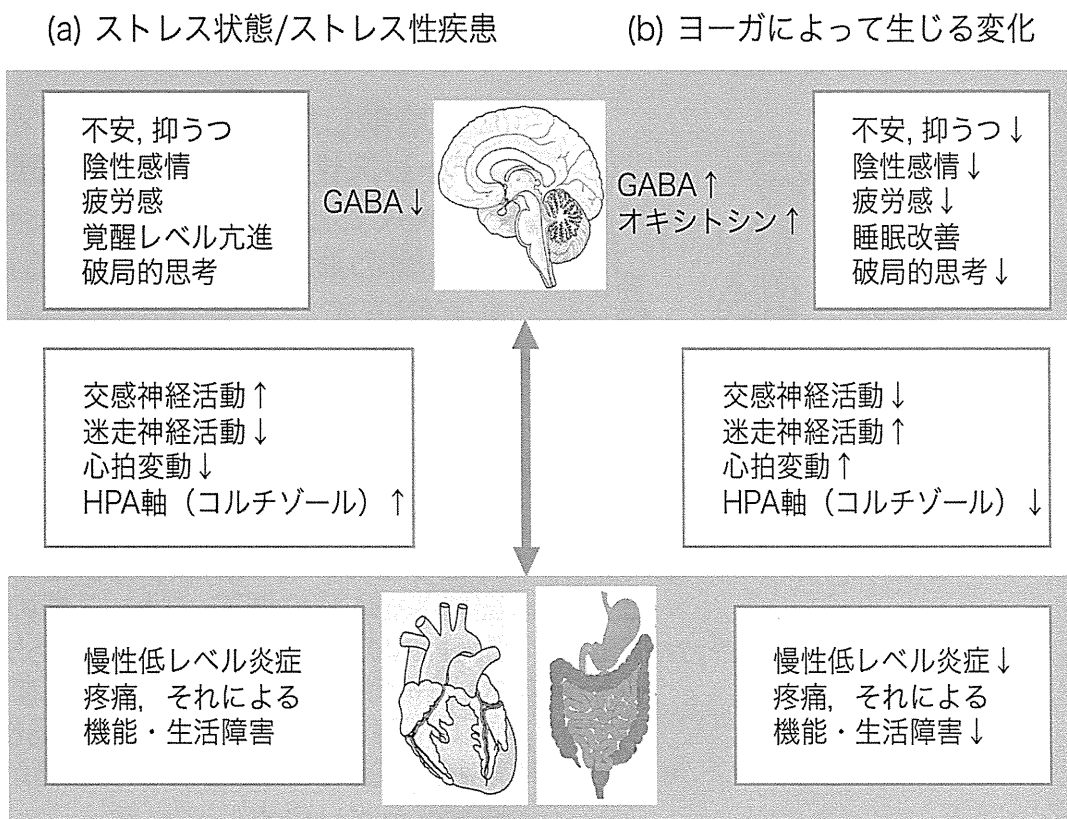 (a) ストレス状態/ストレス性疾患
(b) ヨーガによって生じる変化
不安, 抑うつ
陰性感情
疲労感
覚醒レベル亢進
破局的思考
GABA↓
GABA↑
オキシトシン↑
不安, 抑うつ↓
陰性感情↓
疲労感↓
睡眠改善
破局的思考↓
交感神経活動↑
迷走神経活動↓
心拍変動↓
HPA軸（コルチゾール）↑
交感神経活動↓
迷走神経活動↑
心拍変動↑
HPA軸（コルチゾール）↓
慢性低レベル炎症
疼痛，それによる
機能・生活障害
慢性低レベル炎症↓
疼痛，それによる
機能・生活障害↓